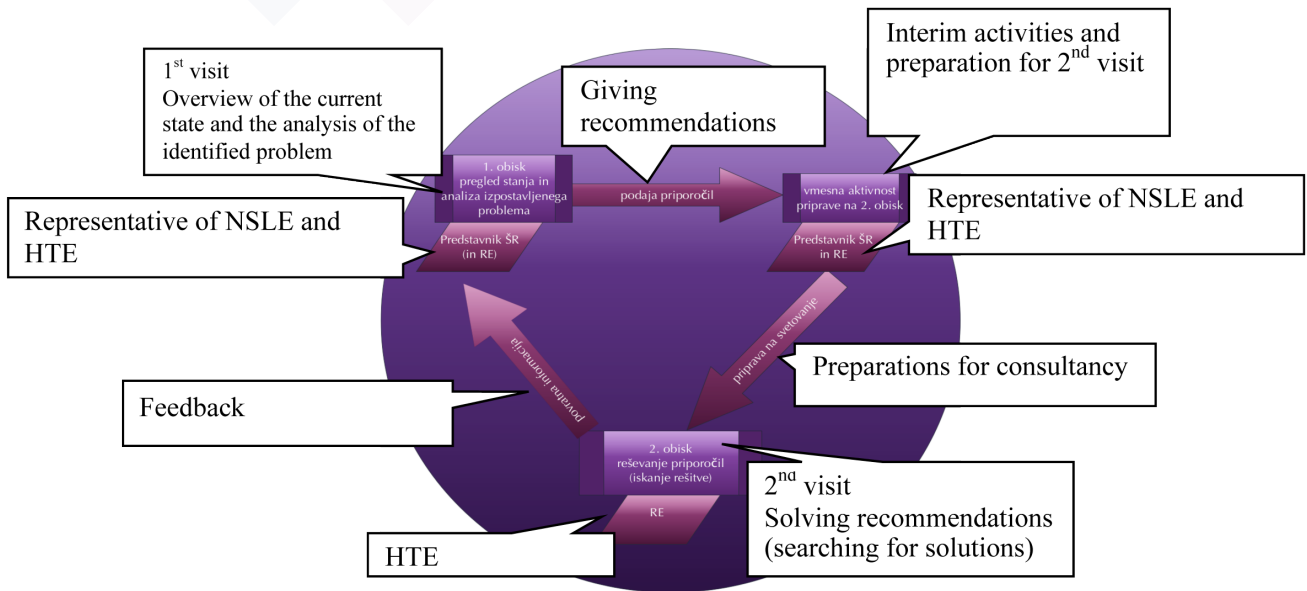 1st visit
Overview of the current
state and the analysis of the
identified problem
Giving
recommendations
Interim activities and
preparation for 2nd visit
1. obisk
pregled stanja in
analiza izpostavljenega
problema
podaja priporočil
vmesna aktivnost
priprave na 2. obisk
Representative of NSLE and
HTE
Predstavnik ŠR
(in RE)
Predstavnik ŠR
in RE
Representative of NSLE and
HTE
povratna informacija
priprava na svetovanje
Preparations for consultancy
Feedback
2. obisk
reševanje priporočil
(iskanje rešitve)
RE
2nd visit
Solving recommendations
(searching for solutions)
HTE